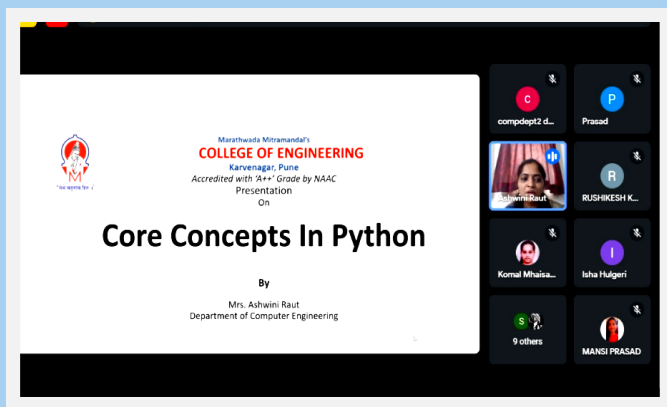 Marathwada Mitramandal's
COLLEGE OF ENGINEERING
Karvenagar, Pune
Accredited with 'A++' Grade by NAAC
Presentation
On
Core Concepts In Python
By
Mrs. Ashwini Raut
Department of Computer Engineering
C
compdept2 d...
P
Prasad
Ashwini Raut
R
RUSHIKESH K...
Komal Mhaisa...
I
Isha Hulgeri
S
9 others
MANSI PRASAD